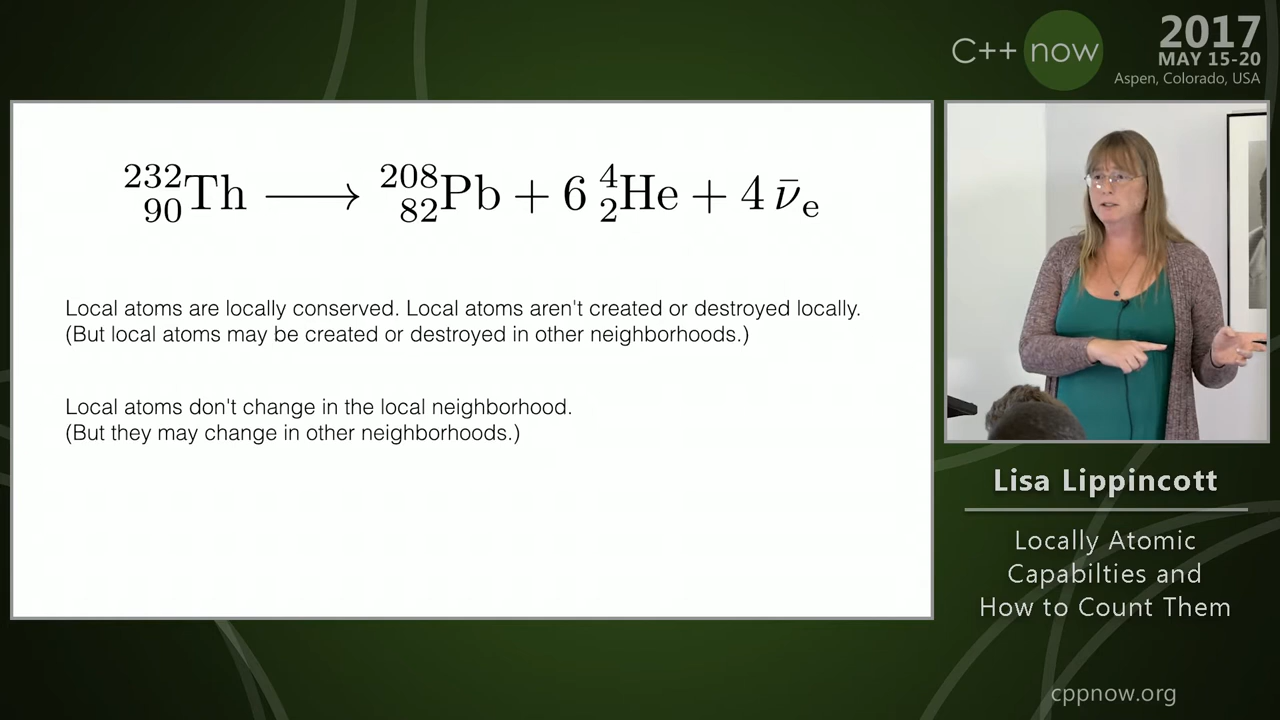 C++ now
2017
MAY 15-20
Aspen, Colorado, USA
²³²₉₀Th ⟶ ²⁰⁸₈₂Pb + 6 ⁴₂He + 4 ν̄ₑ
Local atoms are locally conserved. Local atoms aren't created or destroyed locally.
(But local atoms may be created or destroyed in other neighborhoods.)
Local atoms don't change in the local neighborhood.
(But they may change in other neighborhoods.)
Lisa Lippincott
Locally Atomic
Capabilties and
How to Count Them
cppnow.org